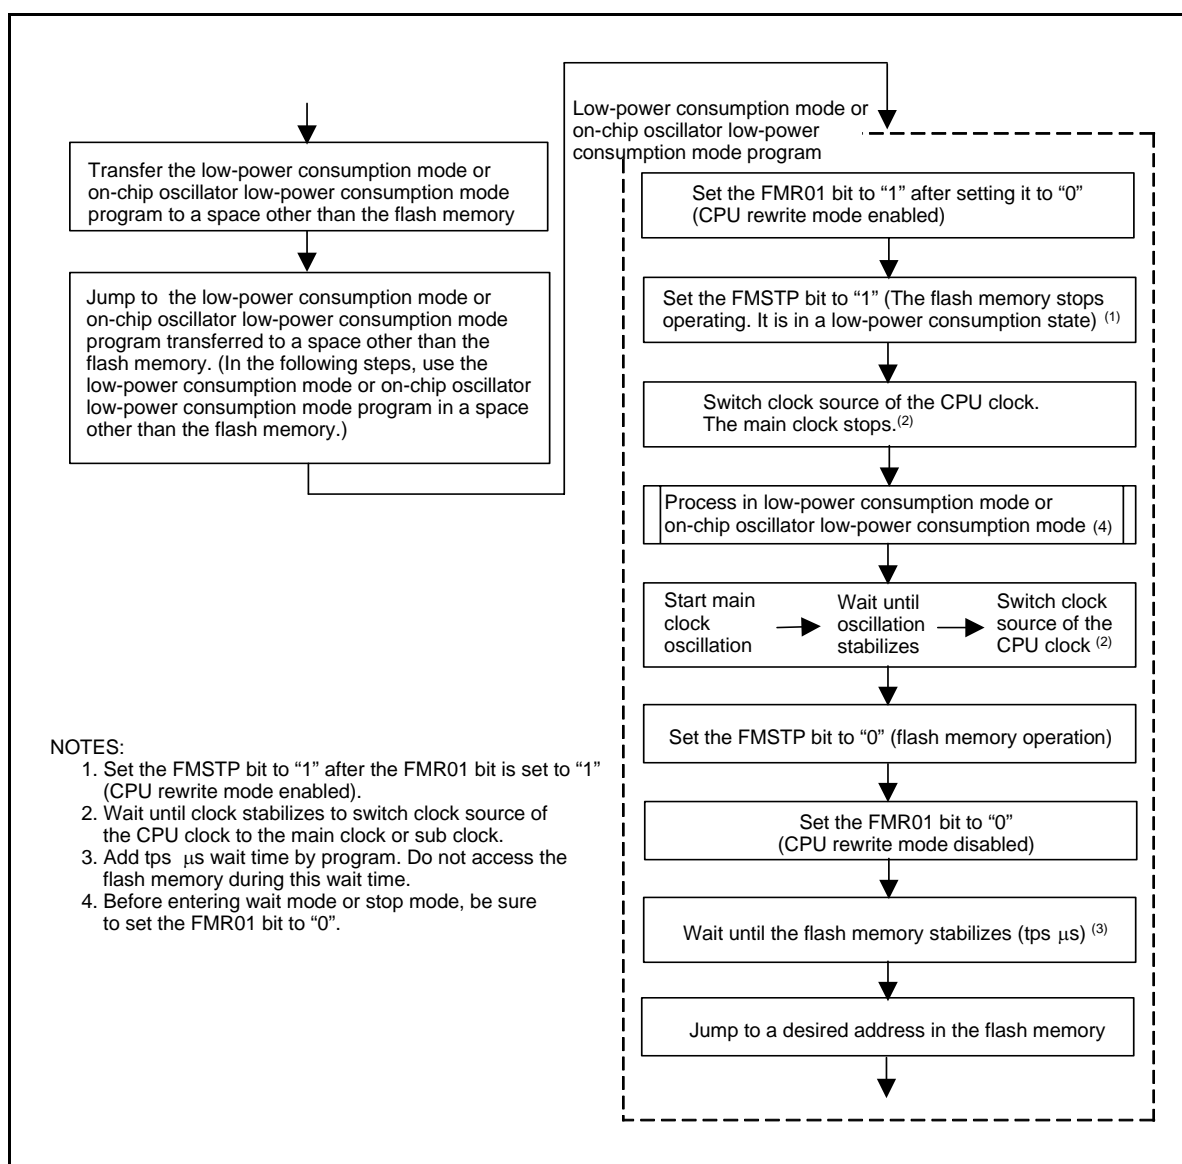 Transfer the low-power consumption mode or
on-chip oscillator low-power consumption mode
program to a space other than the flash memory
Jump to  the low-power consumption mode or
on-chip oscillator low-power consumption mode
program transferred to a space other than the
flash memory. (In the following steps, use the
low-power consumption mode or on-chip oscillator
low-power consumption mode program in a space
other than the flash memory.)
Low-power consumption mode or
on-chip oscillator low-power
consumption mode program
Set the FMR01 bit to “1” after setting it to “0”
(CPU rewrite mode enabled)
Set the FMSTP bit to “1” (The flash memory stops
operating. It is in a low-power consumption state) (1)
Switch clock source of the CPU clock.
The main clock stops.(2)
Process in low-power consumption mode or
on-chip oscillator low-power consumption mode (4)
Start main
clock
oscillation
Wait until
oscillation
stabilizes
Switch clock
source of the
CPU clock (2)
Set the FMSTP bit to “0” (flash memory operation)
Set the FMR01 bit to “0”
(CPU rewrite mode disabled)
Wait until the flash memory stabilizes (tps μs) (3)
Jump to a desired address in the flash memory
NOTES:
1. Set the FMSTP bit to “1” after the FMR01 bit is set to “1”
(CPU rewrite mode enabled).
2. Wait until clock stabilizes to switch clock source of
the CPU clock to the main clock or sub clock.
3. Add tps  μs wait time by program. Do not access the
flash memory during this wait time.
4. Before entering wait mode or stop mode, be sure
to set the FMR01 bit to “0”.